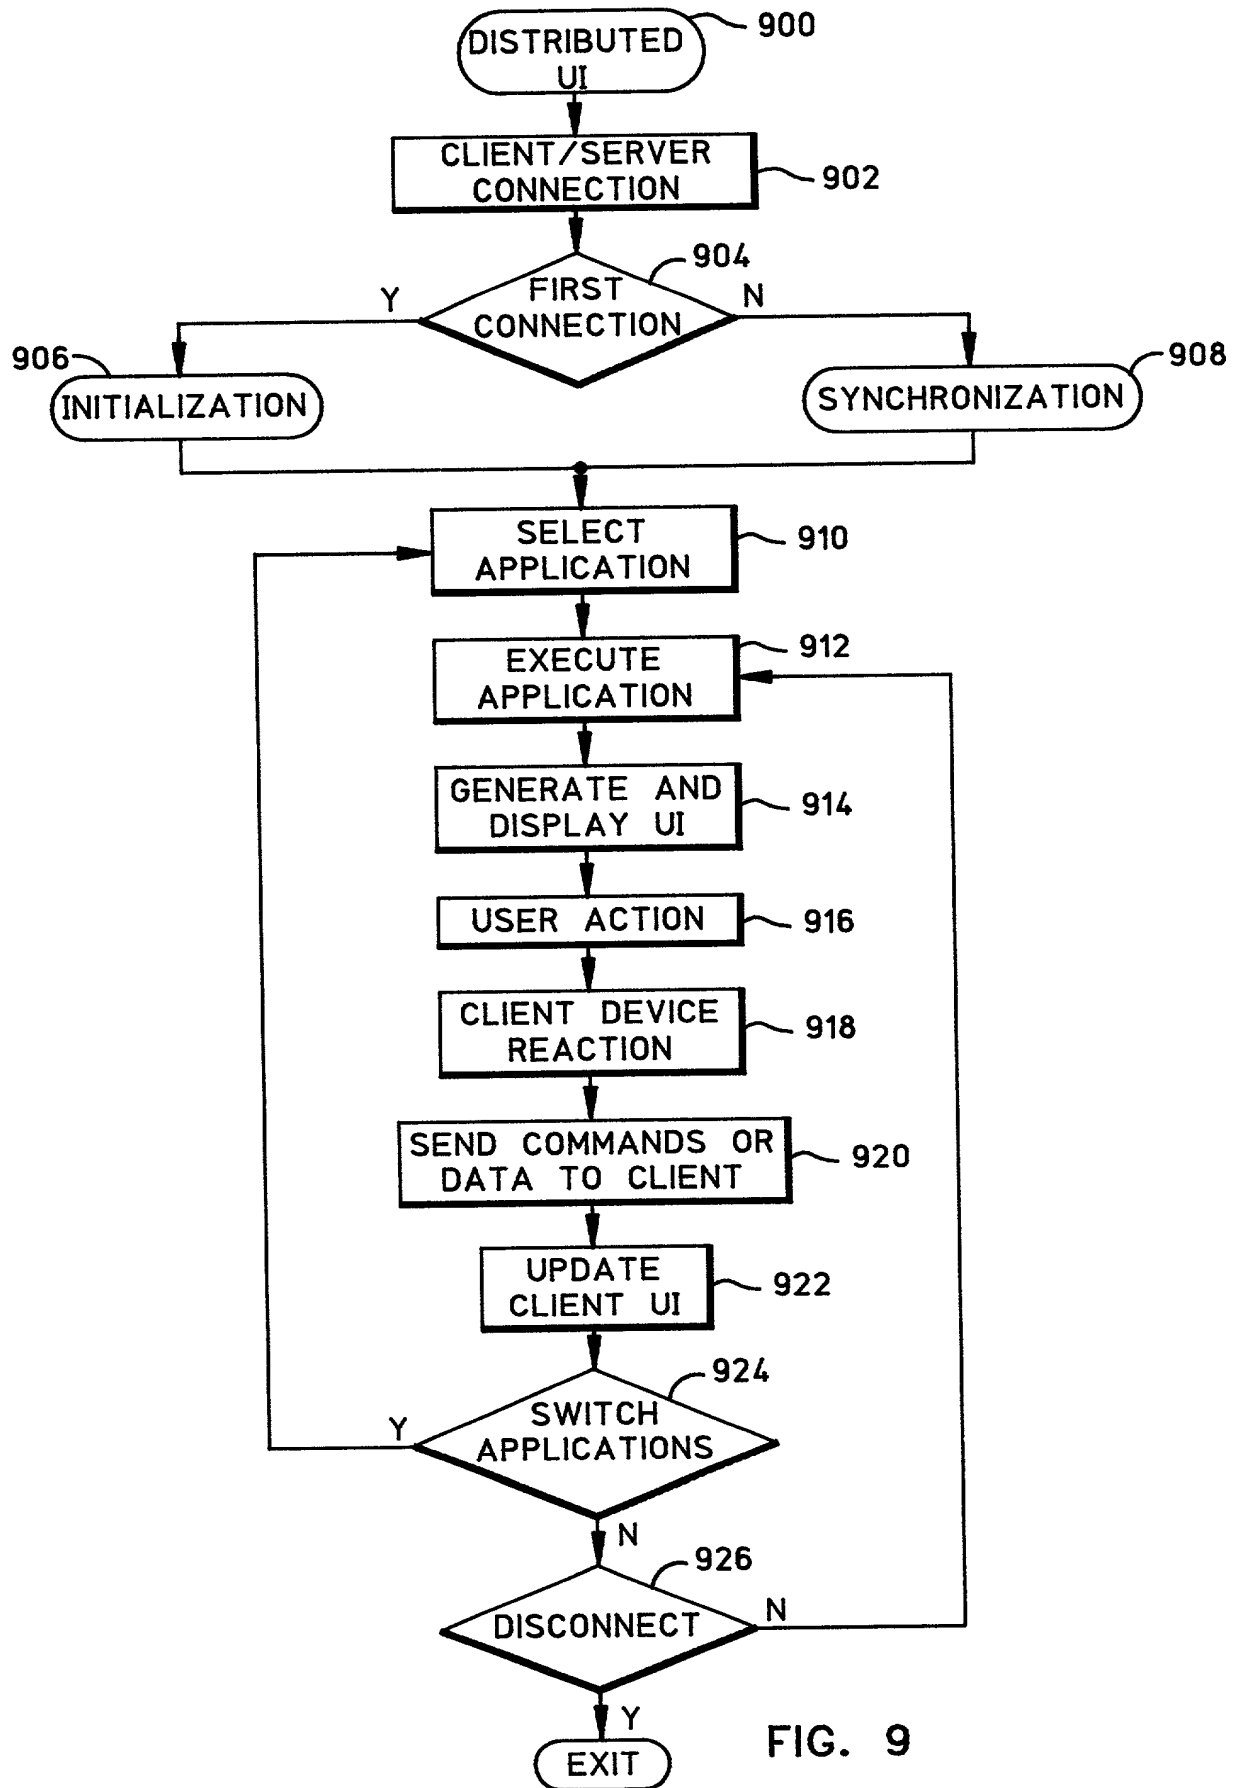 900
DISTRIBUTED
UI
CLIENT/SERVER
CONNECTION
902
904
Y
FIRST
CONNECTION
N
906
INITIALIZATION
908
SYNCHRONIZATION
SELECT
APPLICATION
910
EXECUTE
APPLICATION
912
GENERATE AND
DISPLAY UI
914
USER ACTION
916
CLIENT DEVICE
REACTION
918
SEND COMMANDS OR
DATA TO CLIENT
920
UPDATE
CLIENT UI
922
924
Y
SWITCH
APPLICATIONS
N
926
DISCONNECT
N
Y
EXIT
FIG. 9